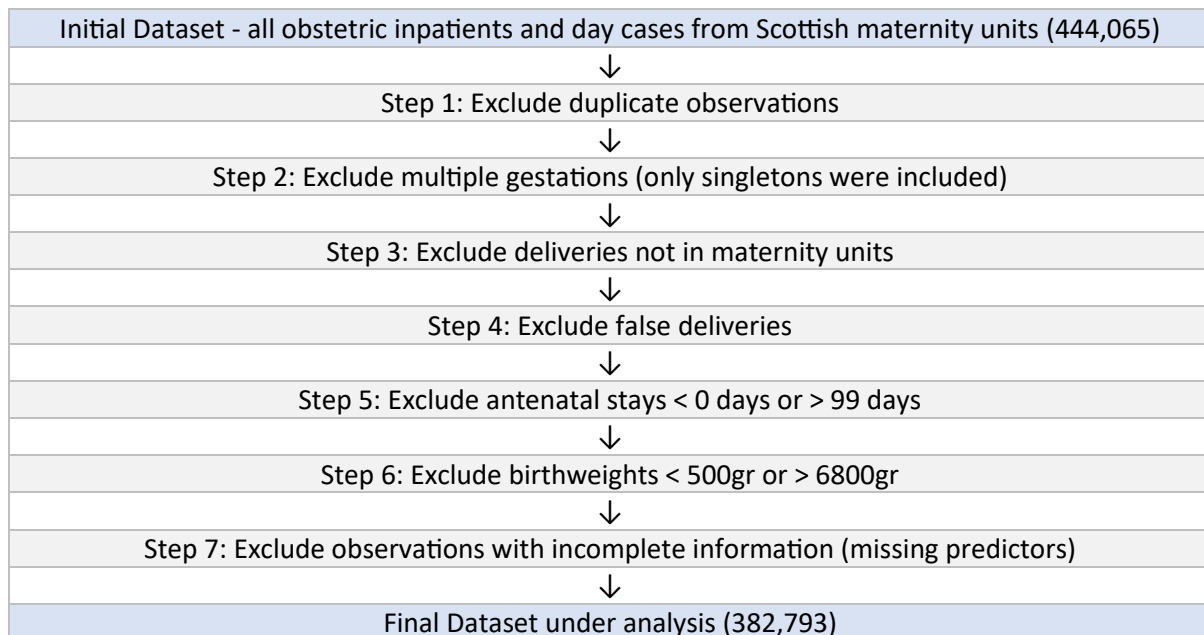 Initial Dataset - all obstetric inpatients and day cases from Scottish maternity units (444,065)
↓
Step 1: Exclude duplicate observations
↓
Step 2: Exclude multiple gestations (only singletons were included)
↓
Step 3: Exclude deliveries not in maternity units
↓
Step 4: Exclude false deliveries
↓
Step 5: Exclude antenatal stays < 0 days or > 99 days
↓
Step 6: Exclude birthweights < 500gr or > 6800gr
↓
Step 7: Exclude observations with incomplete information (missing predictors)
↓
Final Dataset under analysis (382,793)